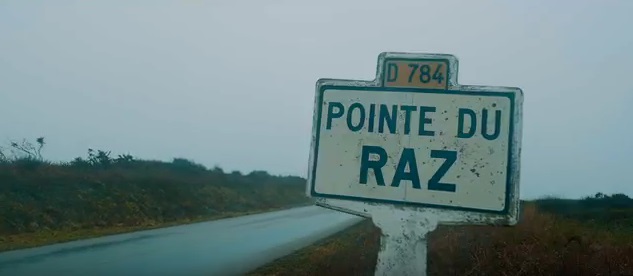 D 784
POINTE DU
RAZ